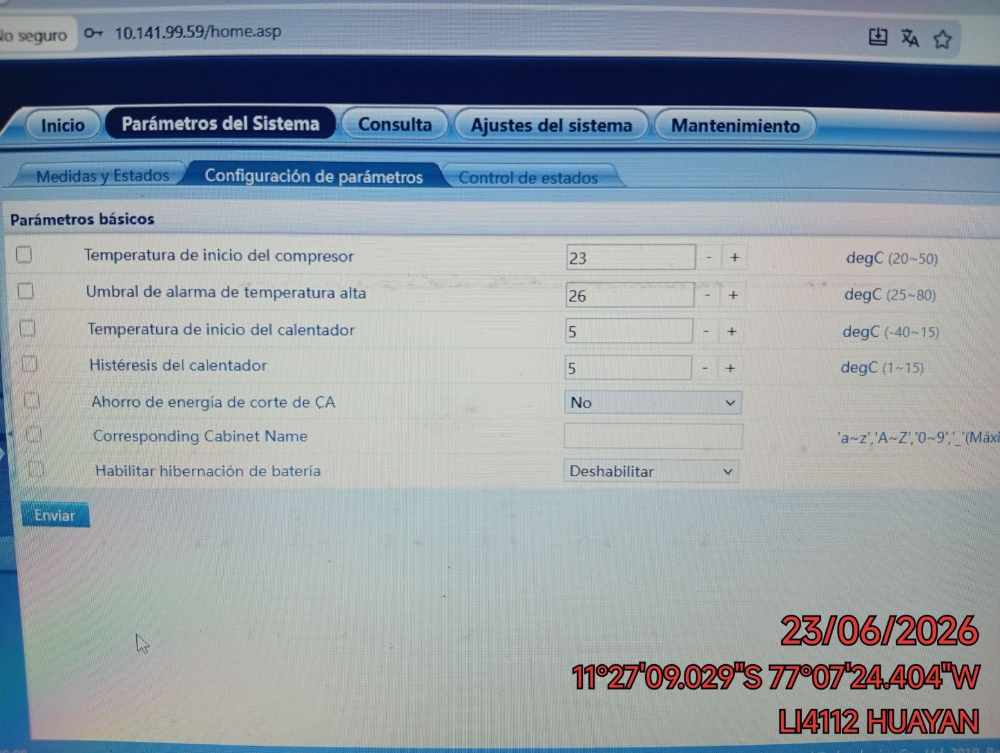 No seguro 10.141.99.59/home.asp
Inicio Parámetros del Sistema Consulta Ajustes del sistema Mantenimiento
Medidas y Estados Configuración de parámetros Control de estados
Parámetros básicos
Temperatura de inicio del compresor 23 - + degC (20~50)
Umbral de alarma de temperatura alta 26 - + degC (25~80)
Temperatura de inicio del calentador 5 - + degC (-40~15)
Histéresis del calentador 5 - + degC (1~15)
Ahorro de energía de corte de CA No
Corresponding Cabinet Name 'a~z','A~Z','0~9','_'(Máxi
Habilitar hibernación de batería Deshabilitar
Enviar
23/06/2026
11°27'09.029"S 77°07'24.404"W
LI4112 HUAYAN